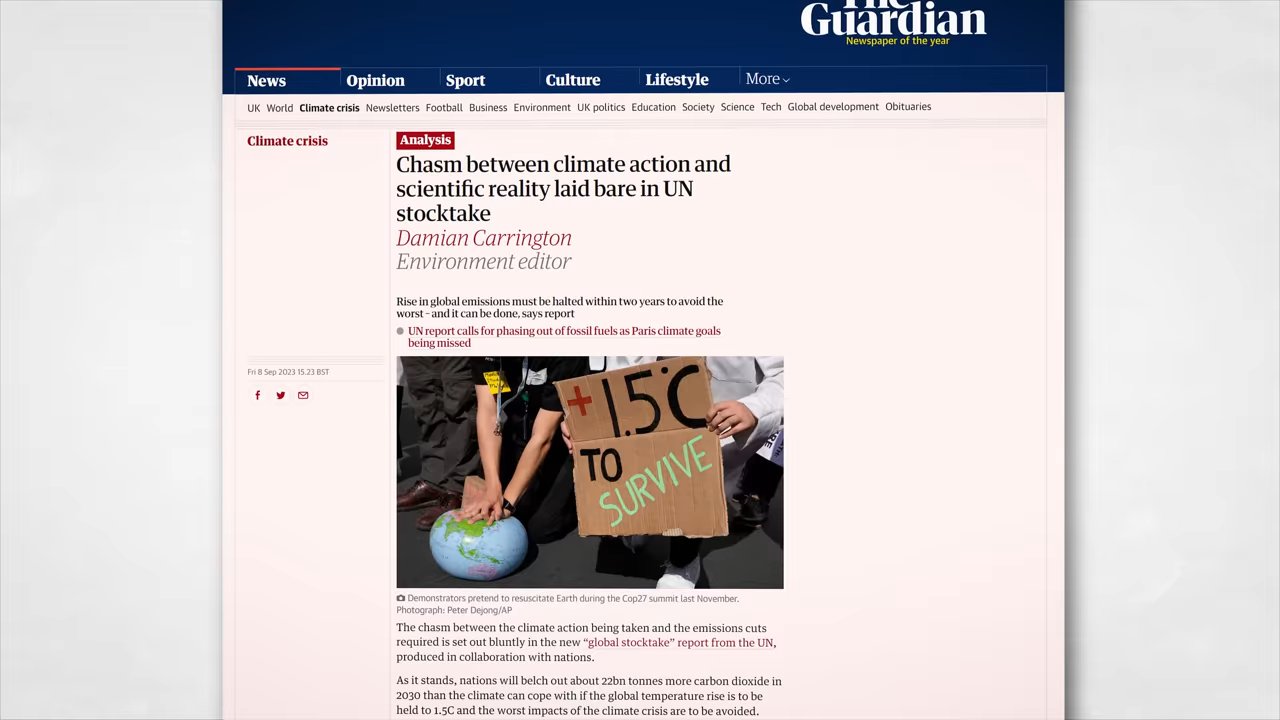 The
Guardian
Newspaper of the year
News Opinion Sport Culture Lifestyle More
UK World Climate crisis Newsletters Football Business Environment UK politics Education Society Science Tech Global development Obituaries
Climate crisis
Analysis
Chasm between climate action and
scientific reality laid bare in UN
stocktake
Damian Carrington
Environment editor
Rise in global emissions must be halted within two years to avoid the
worst – and it can be done, says report
UN report calls for phasing out of fossil fuels as Paris climate goals
being missed
Fri 8 Sep 2023 15.23 BST
+1.5°C
TO
SURVIVE
Demonstrators pretend to resuscitate Earth during the Cop27 summit last November.
Photograph: Peter Dejong/AP
The chasm between the climate action being taken and the emissions cuts
required is set out bluntly in the new “global stocktake” report from the UN,
produced in collaboration with nations.
As it stands, nations will belch out about 22bn tonnes more carbon dioxide in
2030 than the climate can cope with if the global temperature rise is to be
held to 1.5C and the worst impacts of the climate crisis are to be avoided.